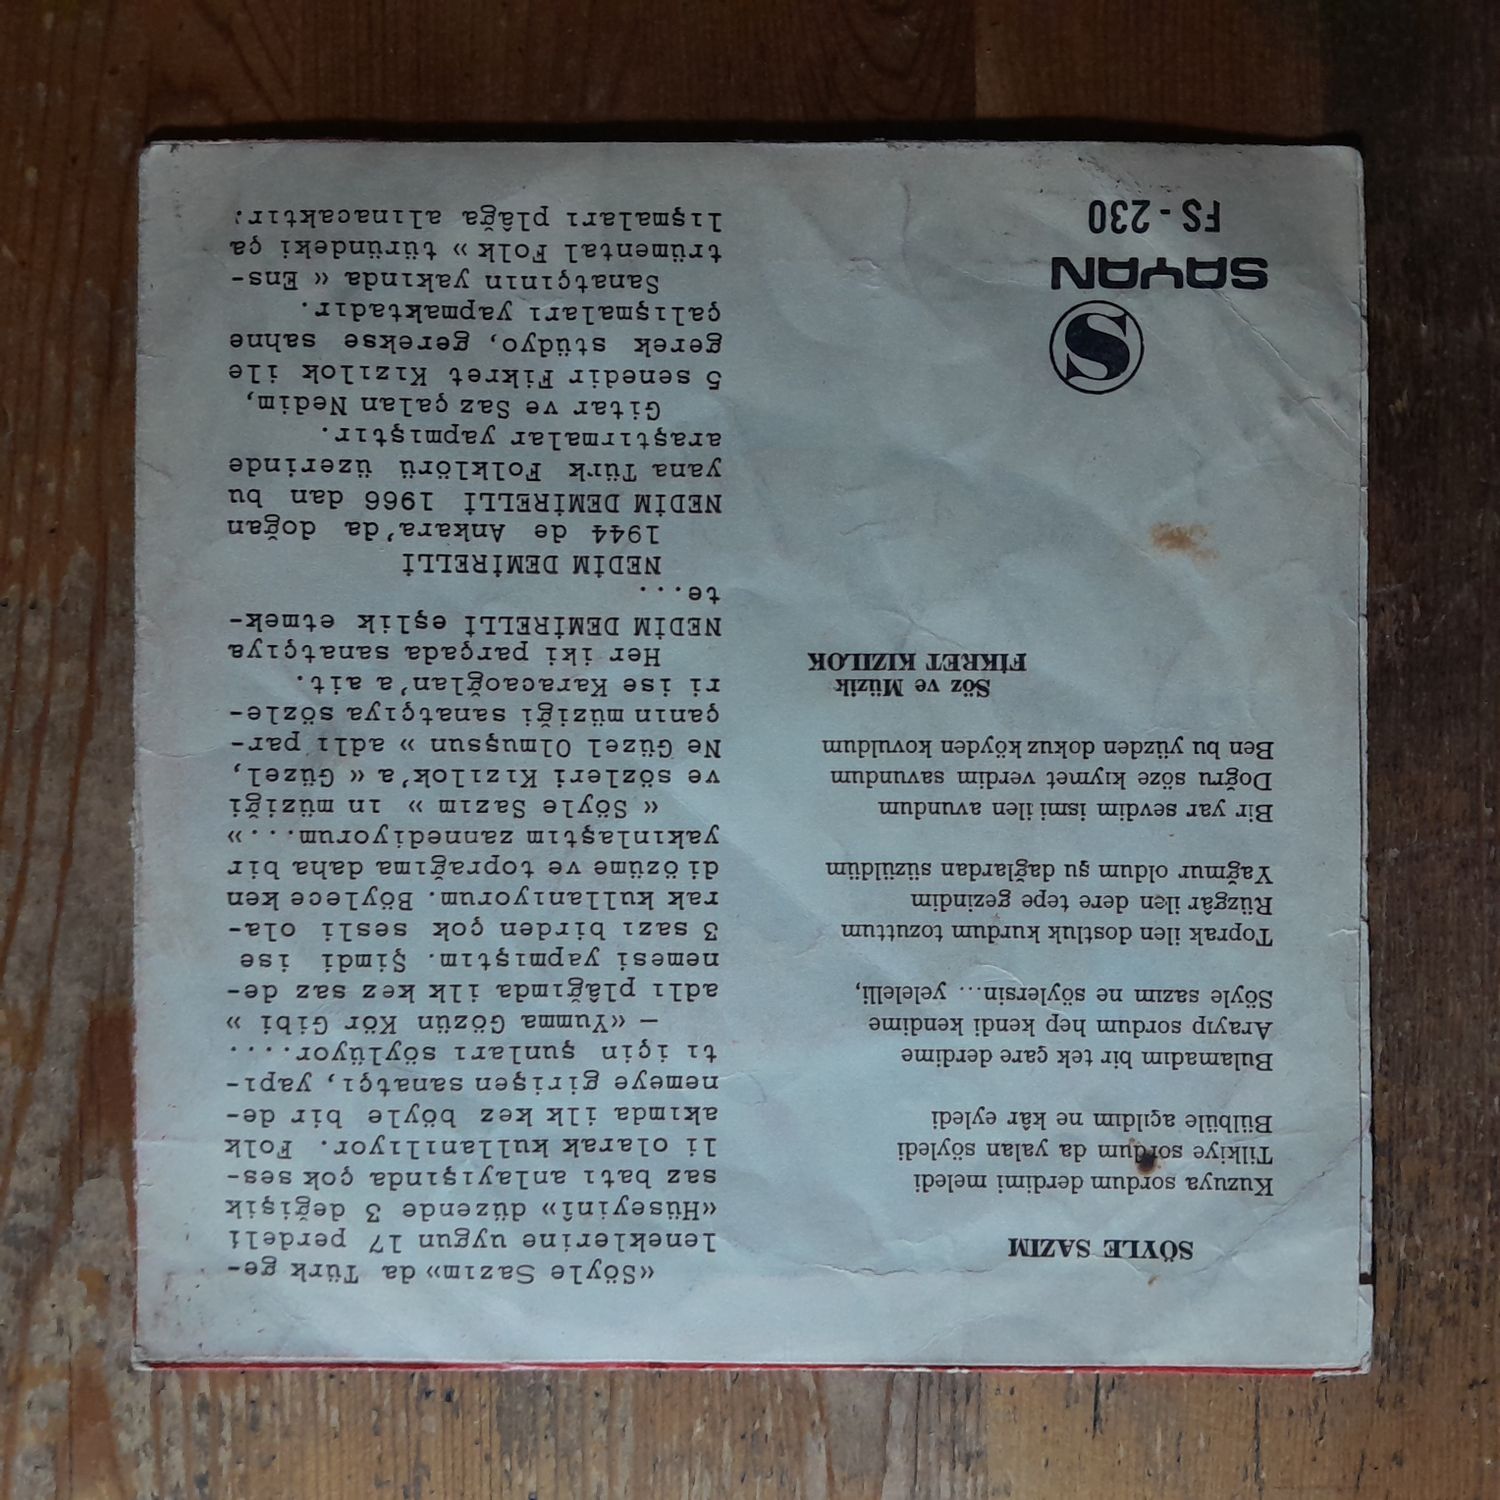 SÖYLE SAZIM
Kuzuya sordum derdimi meledi
Tilkiye sordum da yalan söyledi
Bülbüle açıldım ne kâr eyledi
Bulamadım bir tek çare derdime
Arayıp sordum hep kendi kendime
Söyle sazım ne söylersin... yelelelli,
Toprak ilen dostluk kurdum tozuttum
Rüzgâr ilen dere tepe gezindim
Yağmur oldum şu dağlardan süzüldüm
Bir yar sevdim ismi ilen avundum
Doğru söze kıymet verdim savundum
Ben bu yüzden dokuz köyden kovuldum
Söz ve Müzik
FİKRET KIZILOK
S
SAYAN
FS - 230
«Söyle Sazım» da Türk ge-
leneklerine uygun 17 perdeli
«Hüseyinî» düzende 3 değişik
saz batı anlayışında çok ses-
li olarak kullanılıyor. Folk
akımda ilk kez böyle bir de-
nemeye girişen sanatçı, yapı-
tı için şunları söylüyor....
— «Yumma Gözün Kör Gibi »
adlı plâğımda ilk kez saz de-
nemesi yapmıştım. Şimdi ise
3 sazı birden çok sesli ola-
rak kullanıyorum. Böylece ken
di özüme ve toprağıma daha bir
yakınlaştım zannediyorum...»
« Söyle Sazım » ın müziği
ve sözleri Kızılok'a « Güzel,
Ne Güzel Olmuşsun » adlı par-
çanın müziği sanatçıya sözle-
ri ise Karacaoğlan'a ait.
Her iki parçada sanatçıya
NEDİM DEMİRELLİ eşlik etmek-
te...
NEDİM DEMİRELLİ
1944 de Ankara'da doğan
NEDİM DEMİRELLİ 1966 dan bu
yana Türk Folklörü üzerinde
araştırmalar yapmıştır.
Gitar ve Saz çalan Nedim,
5 senedir Fikret Kızılok ile
gerek stüdyo, gerekse sahne
çalışmaları yapmaktadır.
Sanatçının yakında « Ens-
trümental Folk » türündeki ça
lışmaları plâğa alınacaktır.